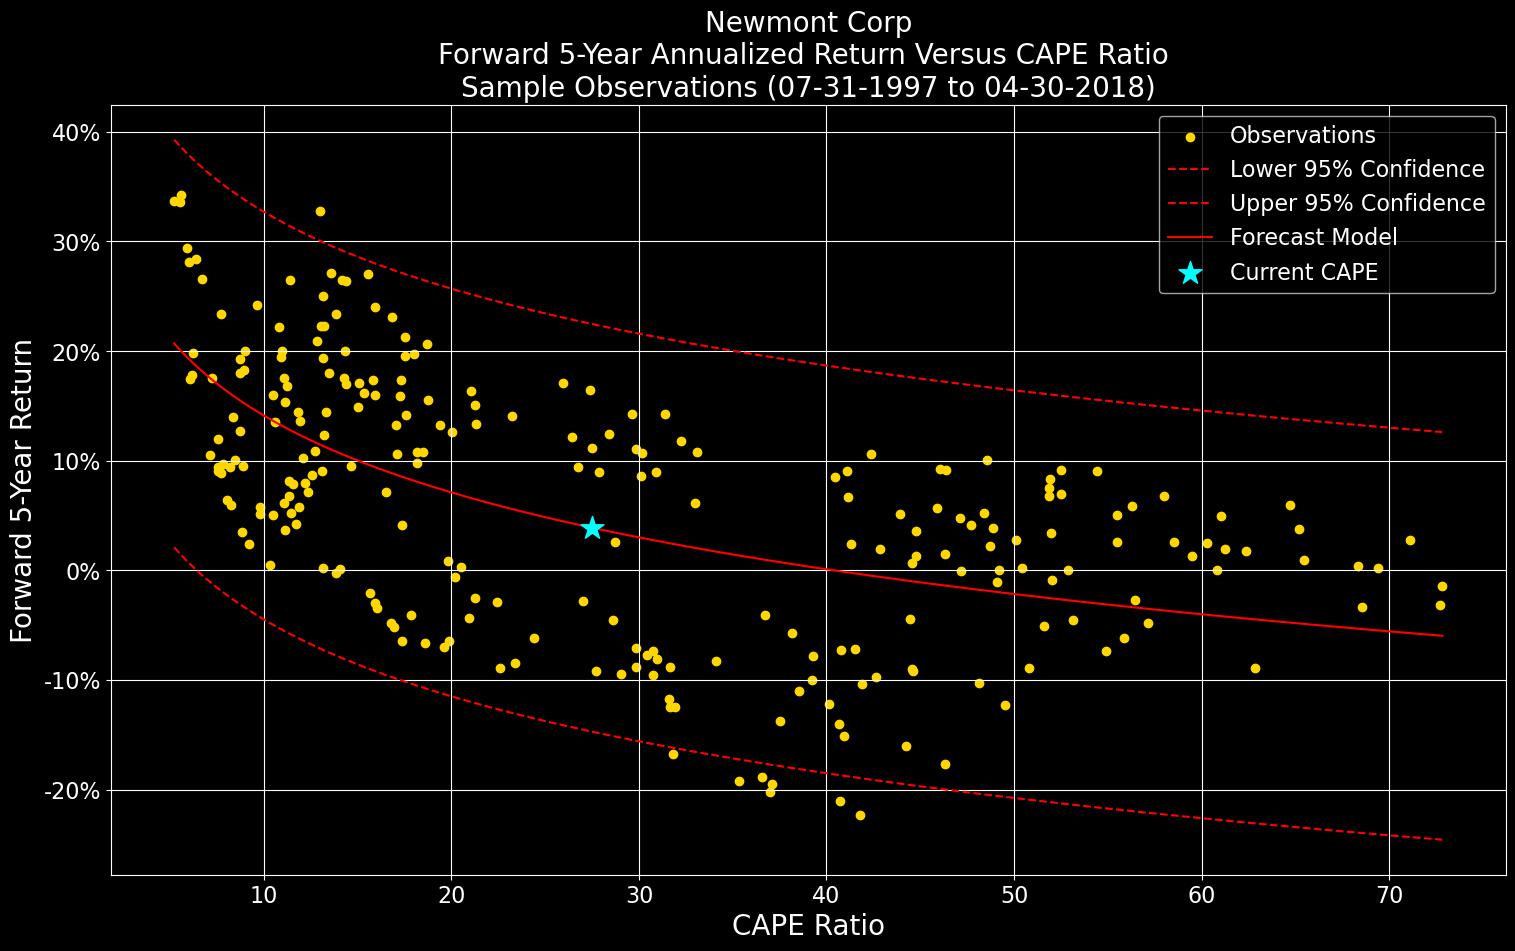 Newmont Corp
Forward 5-Year Annualized Return Versus CAPE Ratio
Sample Observations (07-31-1997 to 04-30-2018)
Observations
Lower 95% Confidence
Upper 95% Confidence
Forecast Model
Current CAPE
40%
30%
20%
10%
0%
-10%
-20%
Forward 5-Year Return
10 20 30 40 50 60 70
CAPE Ratio